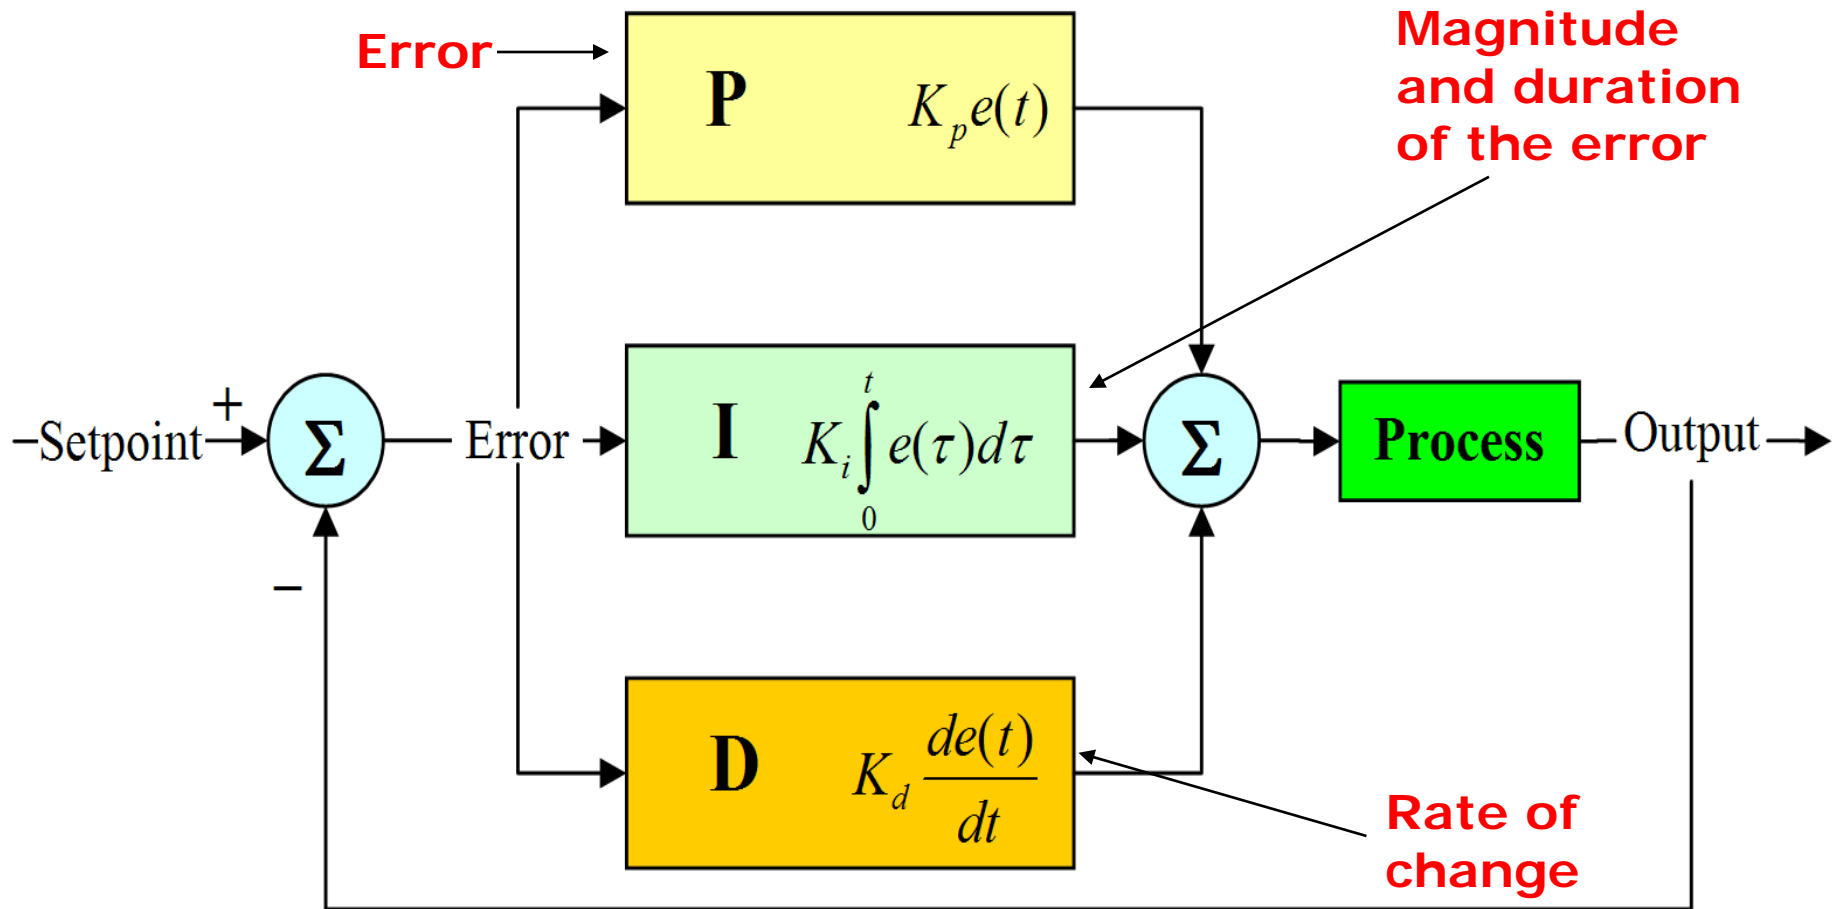 Error
P K_p e(t)
Magnitude
and duration
of the error
–Setpoint
+
Σ
–
Error
I K_i ∫_0^t e(τ)dτ
Σ
Process
Output
D K_d de(t)/dt
Rate of
change